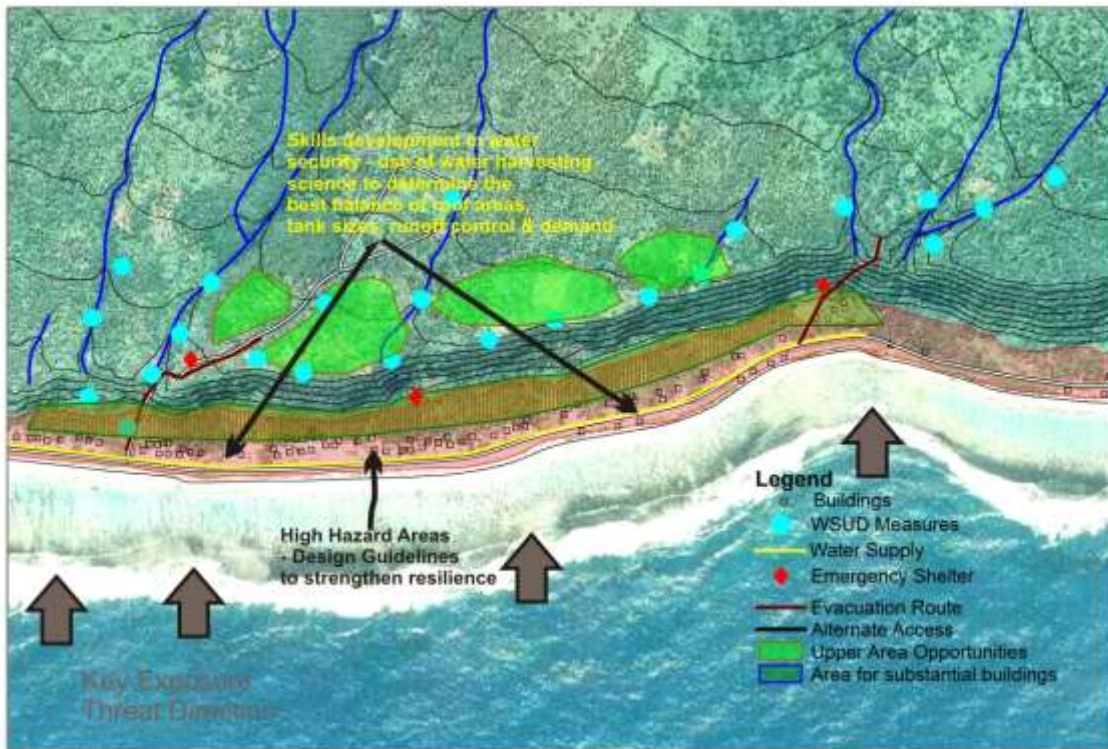 Skills development in water
security - use of water harvesting
science to determine the
best balance of roof areas,
tank sizes, runoff control & demand
High Hazard Areas
- Design Guidelines
to strengthen resilience
Key Exposure
Threat Direction
Legend
Buildings
WSUD Measures
Water Supply
Emergency Shelter
Evacuation Route
Alternate Access
Upper Area Opportunities
Area for substantial buildings